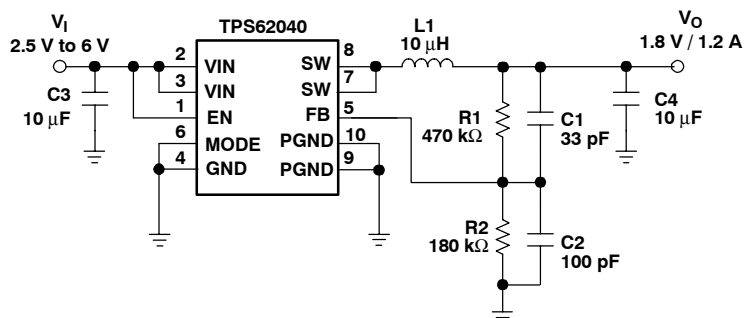 TPS62040
VI
2.5 V to 6 V
C3
10 µF
2 VIN
3 VIN
1 EN
6 MODE
4 GND
SW 8
SW 7
FB 5
PGND 10
PGND 9
L1
10 µH
VO
1.8 V / 1.2 A
R1
470 kΩ
C1
33 pF
C4
10 µF
R2
180 kΩ
C2
100 pF